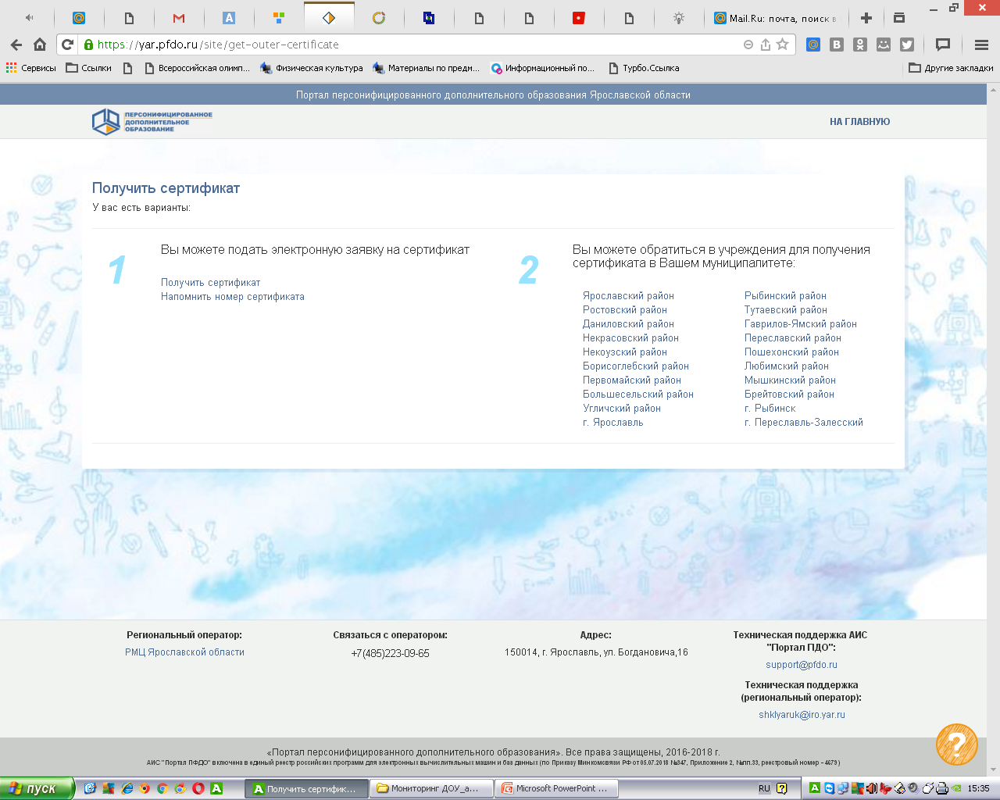 Mail.Ru: почта, поиск в
https://yar.pfdo.ru/site/get-outer-certificate
Сервисы Ссылки Всероссийская олимп... Физическая культура Материалы по предм... Информационный по... Турбо.Ссылка Другие закладки
Портал персонифицированного дополнительного образования Ярославской области
ПЕРСОНИФИЦИРОВАННОЕ
ДОПОЛНИТЕЛЬНОЕ
ОБРАЗОВАНИЕ
НА ГЛАВНУЮ
Получить сертификат
У вас есть варианты:
1
Вы можете подать электронную заявку на сертификат
Получить сертификат
Напомнить номер сертификата
2
Вы можете обратиться в учреждения для получения
сертификата в Вашем муниципалитете:
Ярославский район
Ростовский район
Даниловский район
Некрасовский район
Некоузский район
Борисоглебский район
Первомайский район
Большесельский район
Угличский район
г. Ярославль
Рыбинский район
Тутаевский район
Гаврилов-Ямский район
Переславский район
Пошехонский район
Любимский район
Мышкинский район
Брейтовский район
г. Рыбинск
г. Переславль-Залесский
Региональный оператор:
РМЦ Ярославской области
Связаться с оператором:
+7(485)223-09-65
Адрес:
150014, г. Ярославль, ул. Богдановича,16
Техническая поддержка АИС
"Портал ПДО":
support@pfdo.ru
Техническая поддержка
(региональный оператор):
shklyaruk@iro.yar.ru
?
«Портал персонифицированного дополнительного образования». Все права защищены, 2016-2018 г.
АИС "Портал ПФДО" включена в единый реестр российских программ для электронных вычислительных машин и баз данных (по Приказу Минкомсвязи РФ от 05.07.2018 №347, Приложение 2, №пп.33, реестровый номер - 4679)
пуск Получить сертифик... Мониторинг ДОУ_а... Microsoft PowerPoint ... RU 15:35